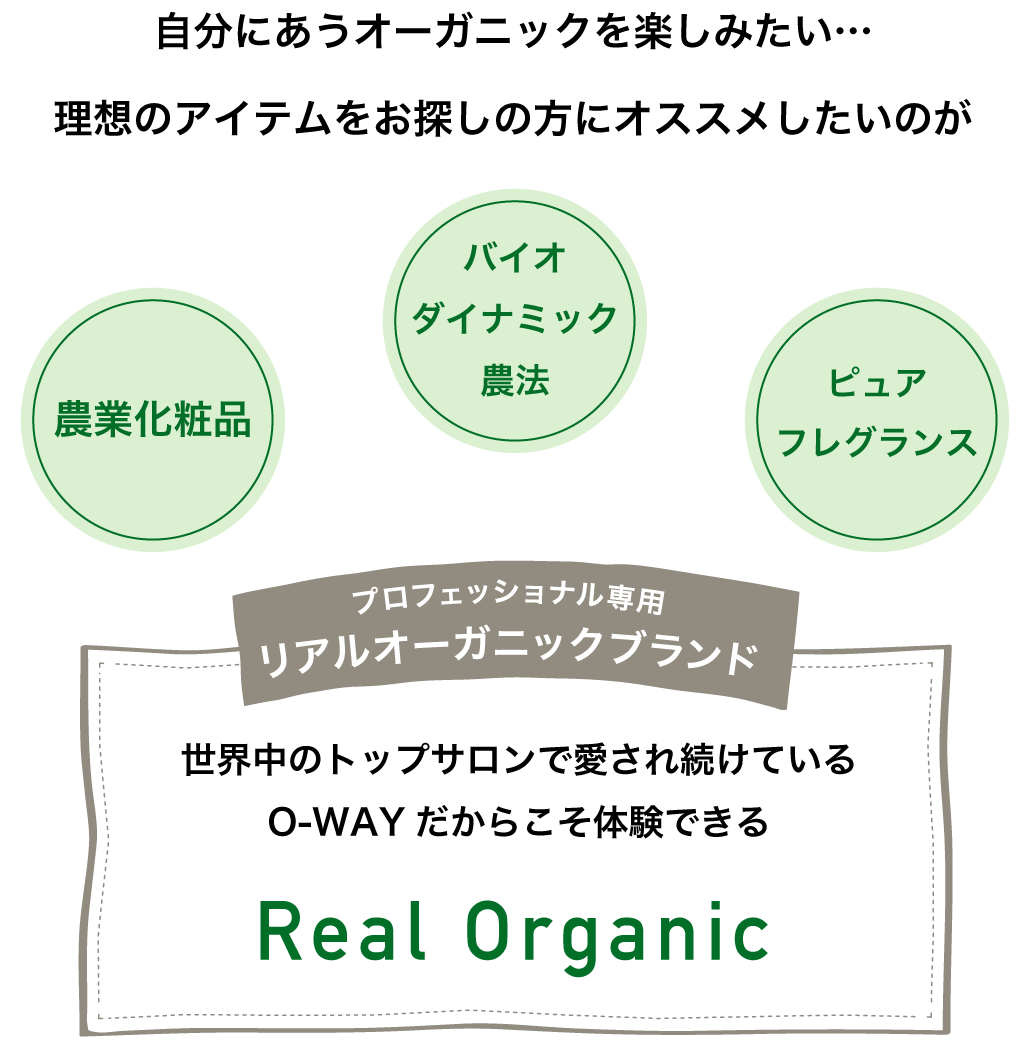 自分にあうオーガニックを楽しみたい…
理想のアイテムをお探しの方にオススメしたいのが
農業化粧品
バイオ
ダイナミック
農法
ピュア
フレグランス
プロフェッショナル専用
リアルオーガニックブランド
世界中のトップサロンで愛され続けている
O-WAYだからこそ体験できる
Real Organic